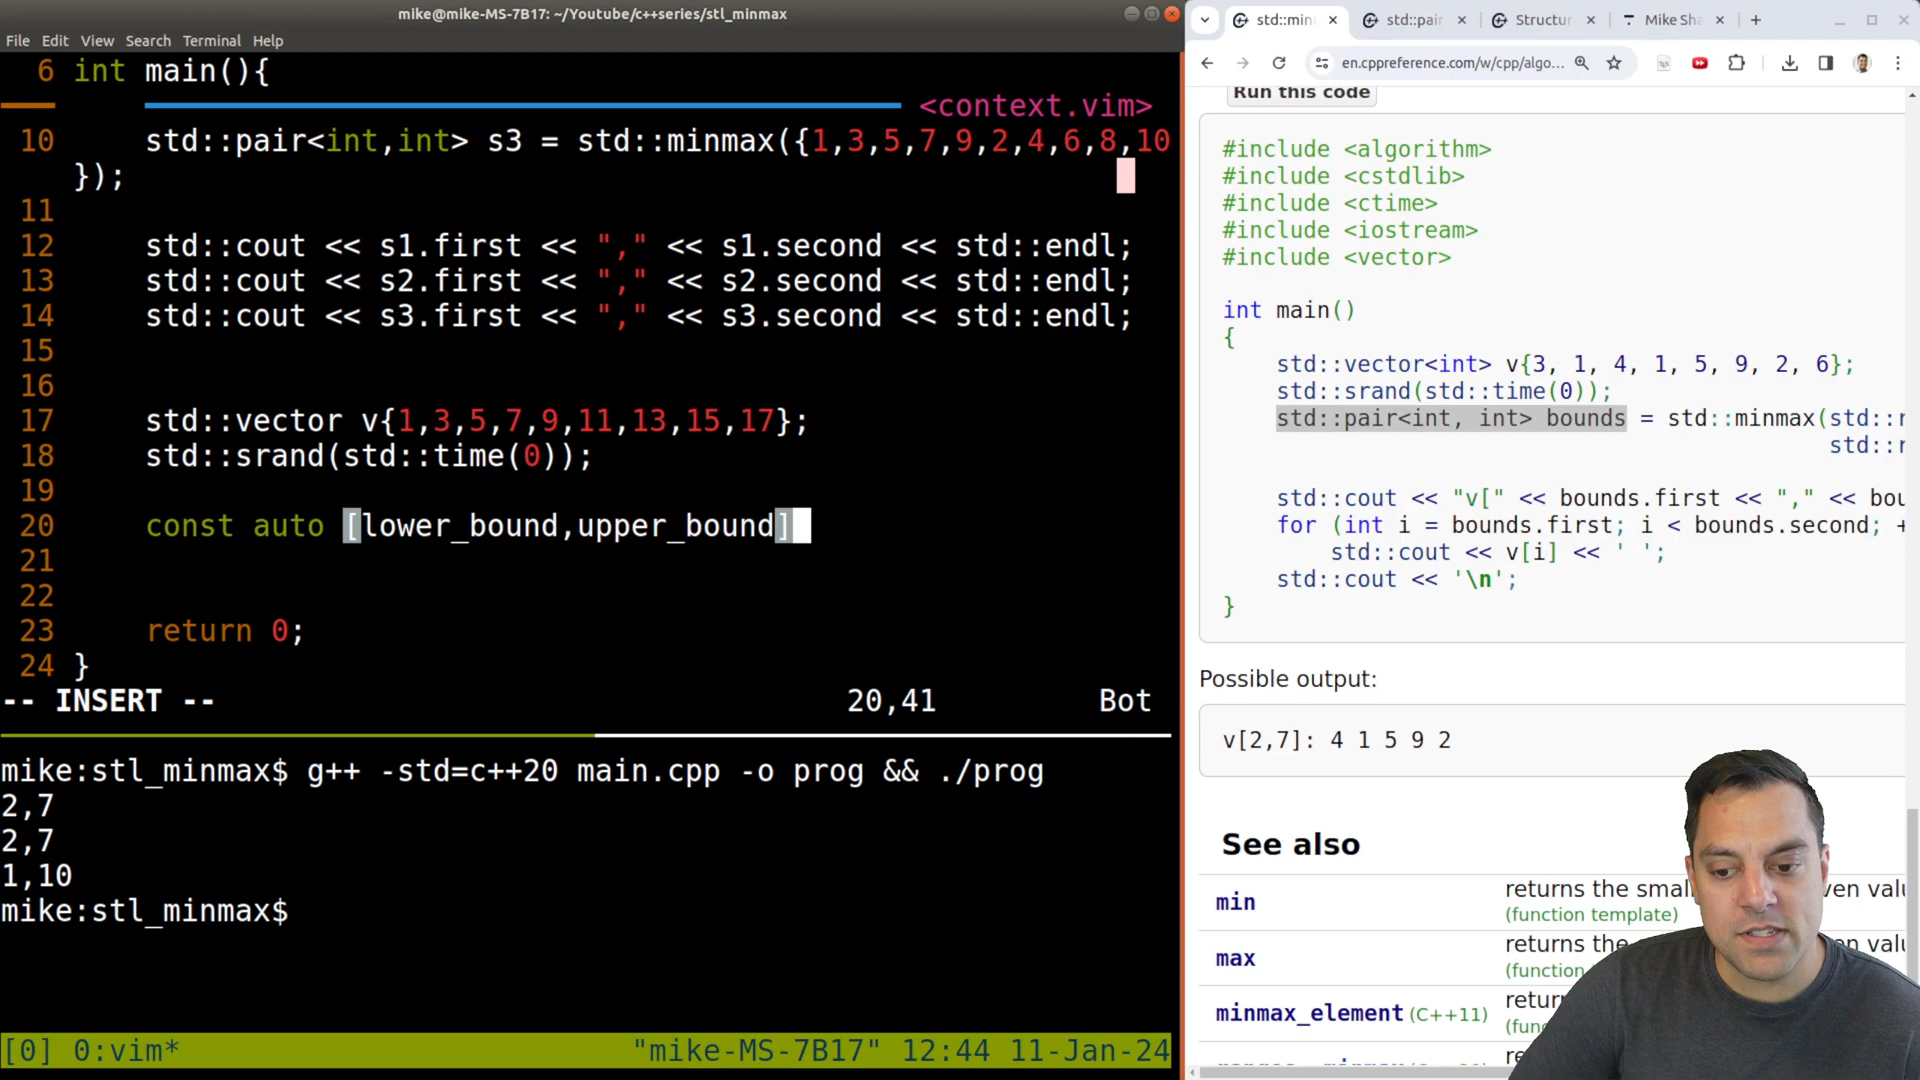 mike@mike-MS-7B17: ~/Youtube/c++series/stl_minmax
File Edit View Search Terminal Help
6 int main(){
<context.vim>
10 std::pair<int,int> s3 = std::minmax({1,3,5,7,9,2,4,6,8,10
});
11
12 std::cout << s1.first << "," << s1.second << std::endl;
13 std::cout << s2.first << "," << s2.second << std::endl;
14 std::cout << s3.first << "," << s3.second << std::endl;
15
16
17 std::vector v{1,3,5,7,9,11,13,15,17};
18 std::srand(std::time(0));
19
20 const auto [lower_bound,upper_bound]
21
22
23 return 0;
24 }
-- INSERT -- 20,41 Bot
mike:stl_minmax$ g++ -std=c++20 main.cpp -o prog && ./prog
2,7
2,7
1,10
mike:stl_minmax$
[0] 0:vim* "mike-MS-7B17" 12:44 11-Jan-24
std::min std::pair Structur Mike Sha
en.cppreference.com/w/cpp/algo...
Run this code
#include <algorithm>
#include <cstdlib>
#include <ctime>
#include <iostream>
#include <vector>
int main()
{
std::vector<int> v{3, 1, 4, 1, 5, 9, 2, 6};
std::srand(std::time(0));
std::pair<int, int> bounds = std::minmax(std::r
std::r
std::cout << "v[" << bounds.first << "," << bou
for (int i = bounds.first; i < bounds.second; +
std::cout << v[i] << ' ';
std::cout << '\n';
}
Possible output:
v[2,7]: 4 1 5 9 2
See also
min returns the smal ven valu
(function template)
max returns the valu
(function
minmax_element (C++11) return